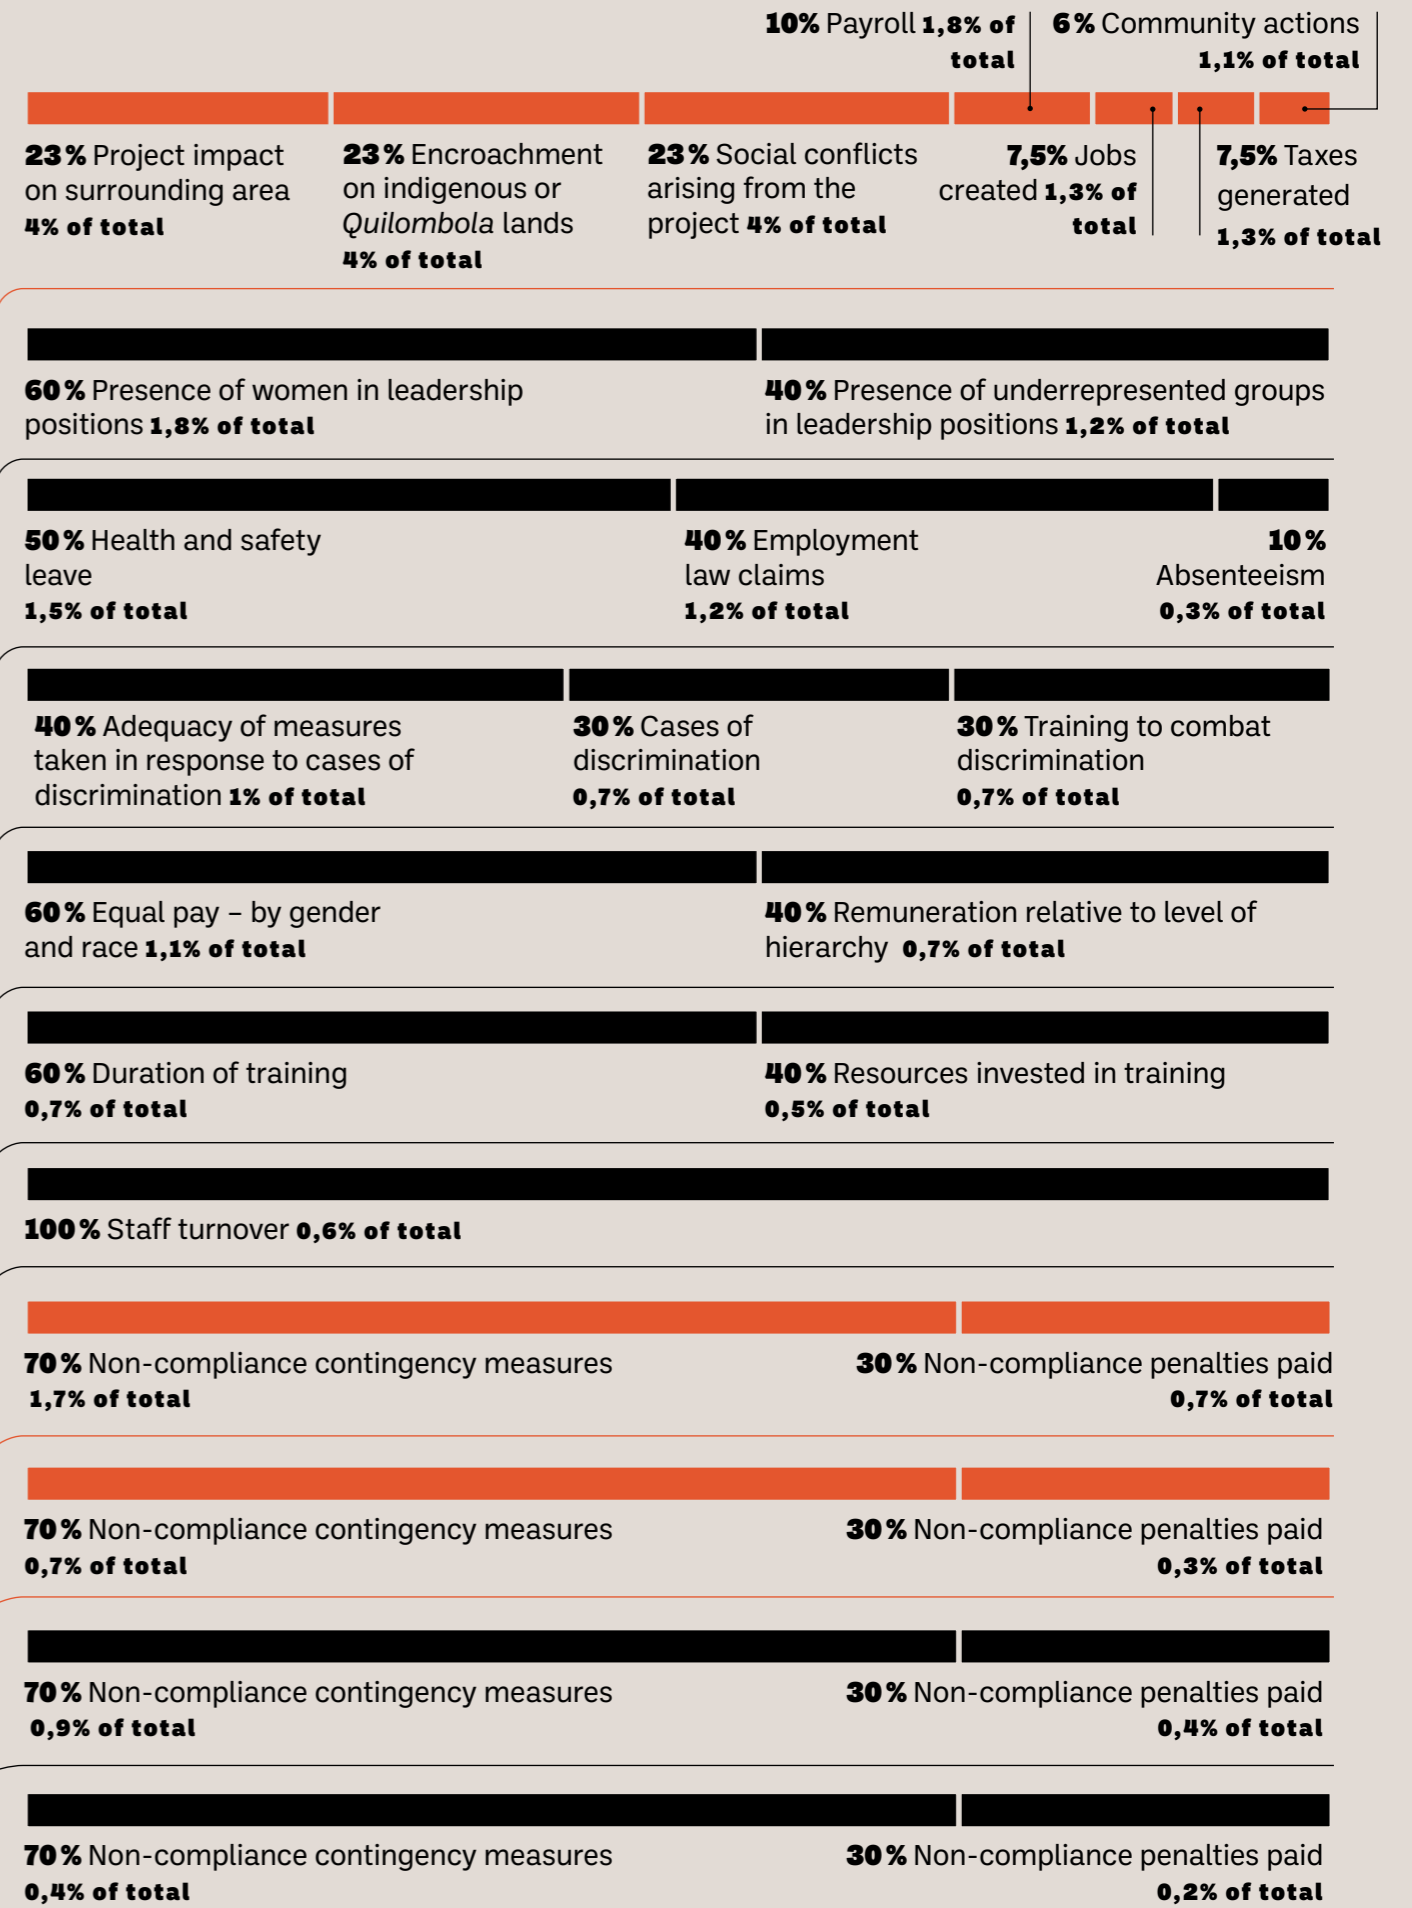 10% Payroll 1,8% of
total
6% Community actions
1,1% of total
23% Project impact
on surrounding area
4% of total
23% Encroachment
on indigenous or
Quilombola lands
4% of total
23% Social conflicts
arising from the
project 4% of total
7,5% Jobs
created 1,3% of
total
7,5% Taxes
generated
1,3% of total
60% Presence of women in leadership
positions 1,8% of total
40% Presence of underrepresented groups
in leadership positions 1,2% of total
50% Health and safety
leave
1,5% of total
40% Employment
law claims
1,2% of total
10%
Absenteeism
0,3% of total
40% Adequacy of measures
taken in response to cases of
discrimination 1% of total
30% Cases of
discrimination
0,7% of total
30% Training to combat
discrimination
0,7% of total
60% Equal pay – by gender
and race 1,1% of total
40% Remuneration relative to level of
hierarchy 0,7% of total
60% Duration of training
0,7% of total
40% Resources invested in training
0,5% of total
100% Staff turnover 0,6% of total
70% Non-compliance contingency measures
1,7% of total
30% Non-compliance penalties paid
0,7% of total
70% Non-compliance contingency measures
0,7% of total
30% Non-compliance penalties paid
0,3% of total
70% Non-compliance contingency measures
0,9% of total
30% Non-compliance penalties paid
0,4% of total
70% Non-compliance contingency measures
0,4% of total
30% Non-compliance penalties paid
0,2% of total